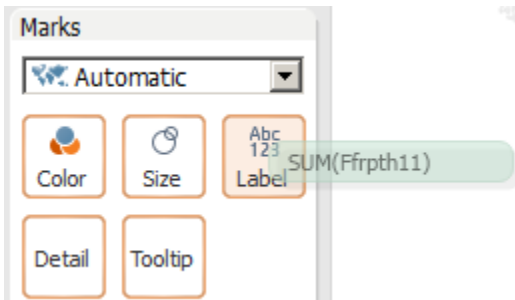 Marks
Automatic
Color
Size
Abc
123
Label
SUM(Ffrpth11)
Detail
Tooltip